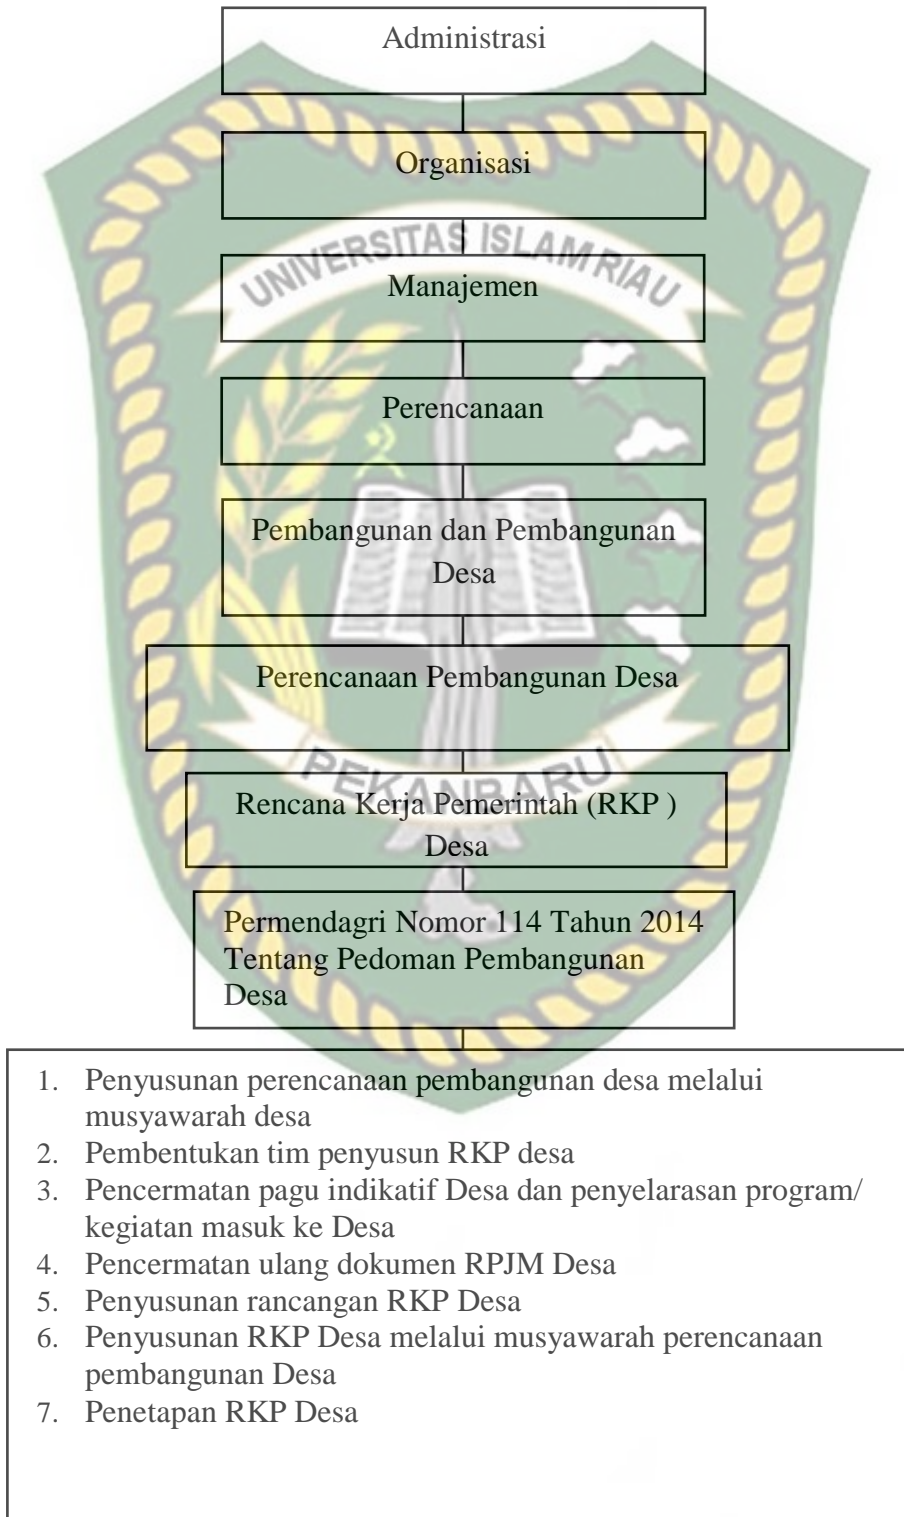 Administrasi
Organisasi
UNIVERSITAS ISLAM RIAU
Manajemen
Perencanaan
Pembangunan dan Pembangunan
Desa
Perencanaan Pembangunan Desa
PEKANBARU
Rencana Kerja Pemerintah (RKP )
Desa
Permendagri Nomor 114 Tahun 2014
Tentang Pedoman Pembangunan
Desa
1. Penyusunan perencanaan pembangunan desa melalui
musyawarah desa
2. Pembentukan tim penyusun RKP desa
3. Pencermatan pagu indikatif Desa dan penyelarasan program/
kegiatan masuk ke Desa
4. Pencermatan ulang dokumen RPJM Desa
5. Penyusunan rancangan RKP Desa
6. Penyusunan RKP Desa melalui musyawarah perencanaan
pembangunan Desa
7. Penetapan RKP Desa